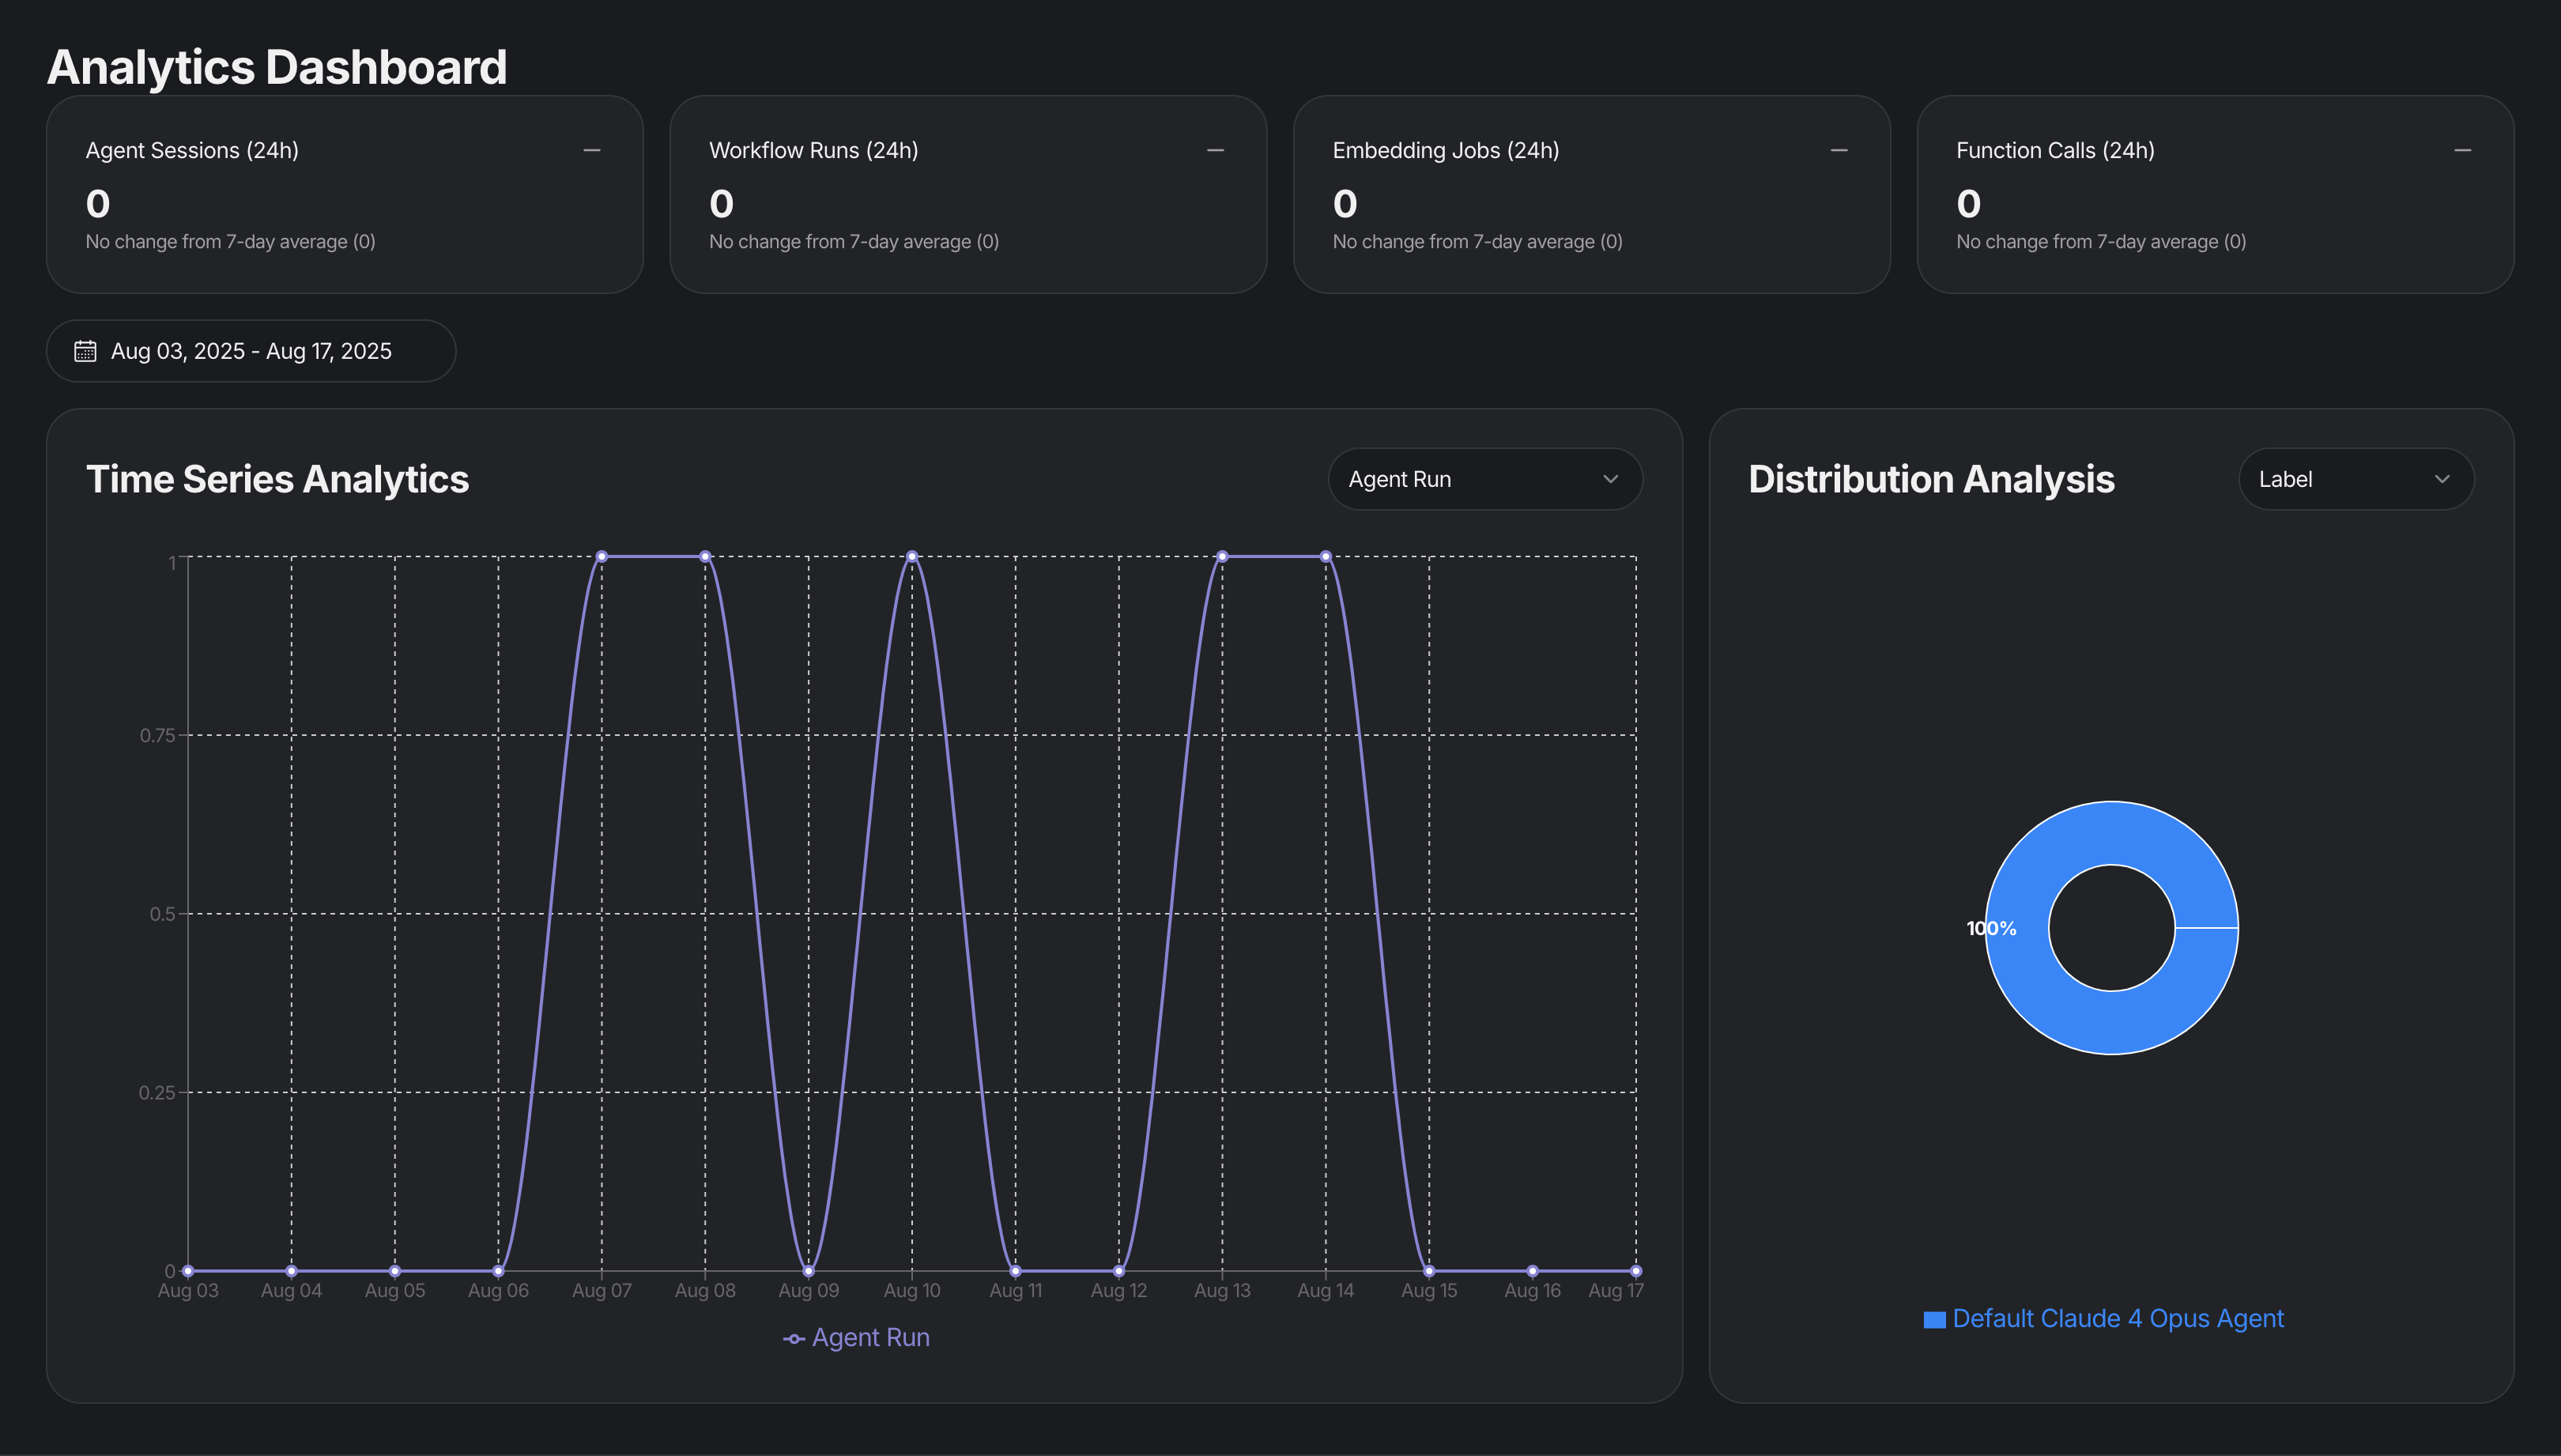 Analytics Dashboard
Agent Sessions (24h)
0
No change from 7-day average (0)
Workflow Runs (24h)
0
No change from 7-day average (0)
Embedding Jobs (24h)
0
No change from 7-day average (0)
Function Calls (24h)
0
No change from 7-day average (0)
Aug 03, 2025 - Aug 17, 2025
Time Series Analytics
Agent Run
1
0.75
0.5
0.25
0
Aug 03 Aug 04 Aug 05 Aug 06 Aug 07 Aug 08 Aug 09 Aug 10 Aug 11 Aug 12 Aug 13 Aug 14 Aug 15 Aug 16 Aug 17
Agent Run
Distribution Analysis
Label
100%
Default Claude 4 Opus Agent